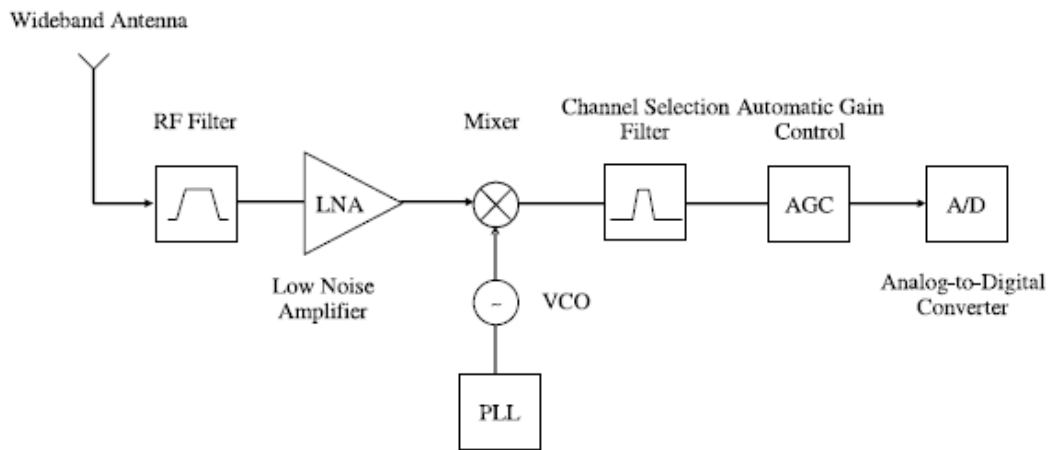 Wideband Antenna
RF Filter
LNA
Low Noise
Amplifier
Mixer
~
VCO
PLL
Channel Selection
Filter
Automatic Gain
Control
AGC
A/D
Analog-to-Digital
Converter